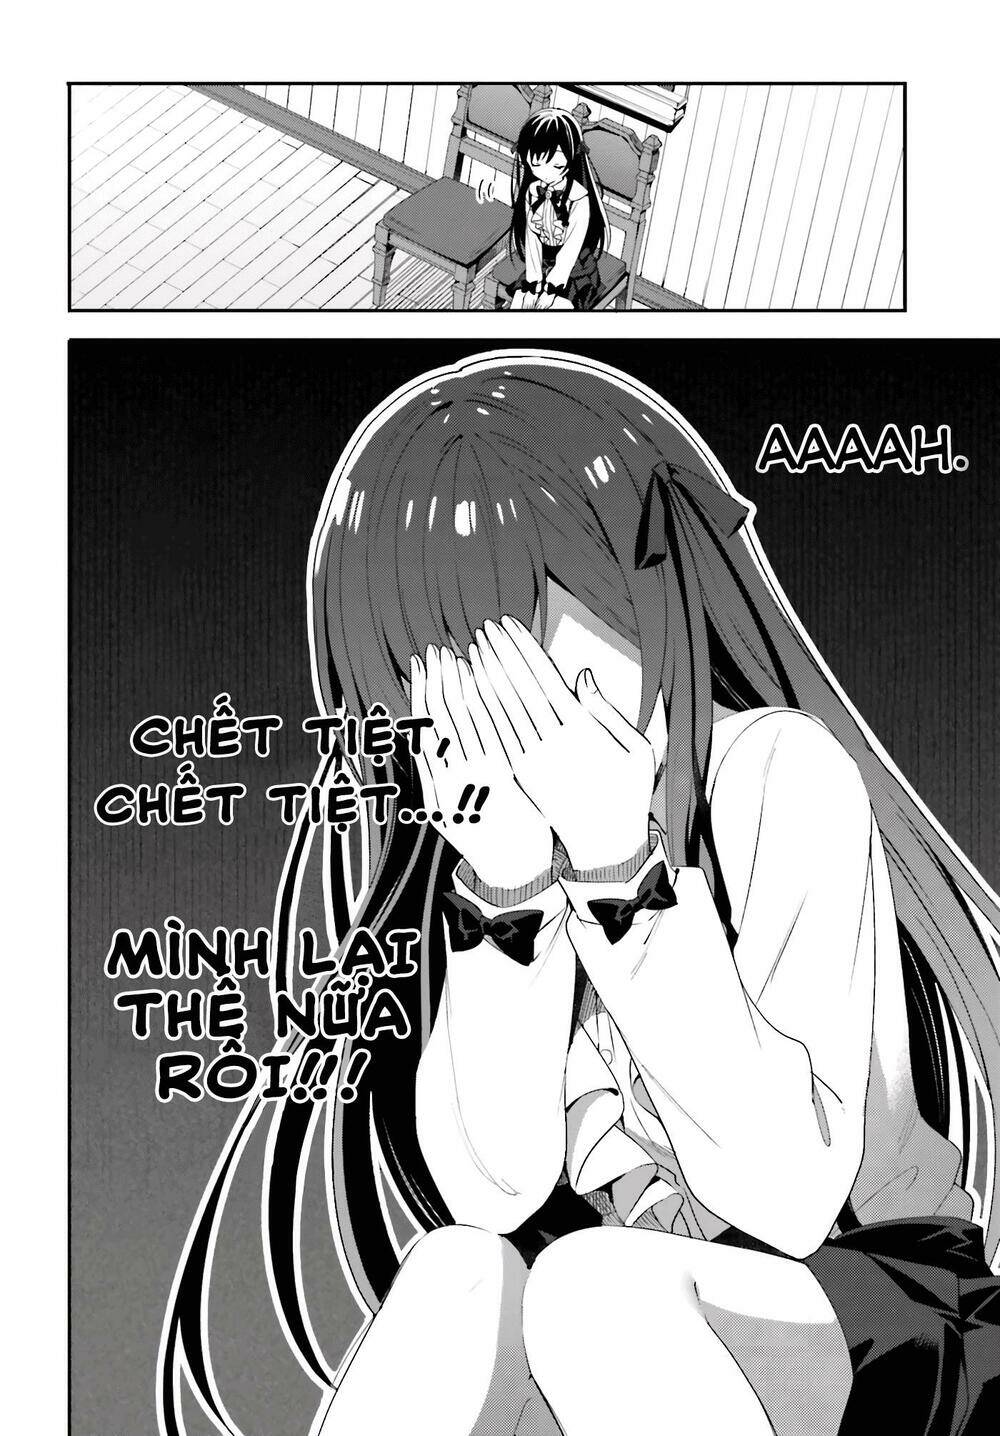 AAAAH.
CHẾT TIỆT,
CHẾT TIỆT...!!
MÌNH LẠI
THẾ NỮA
RỒI!!!